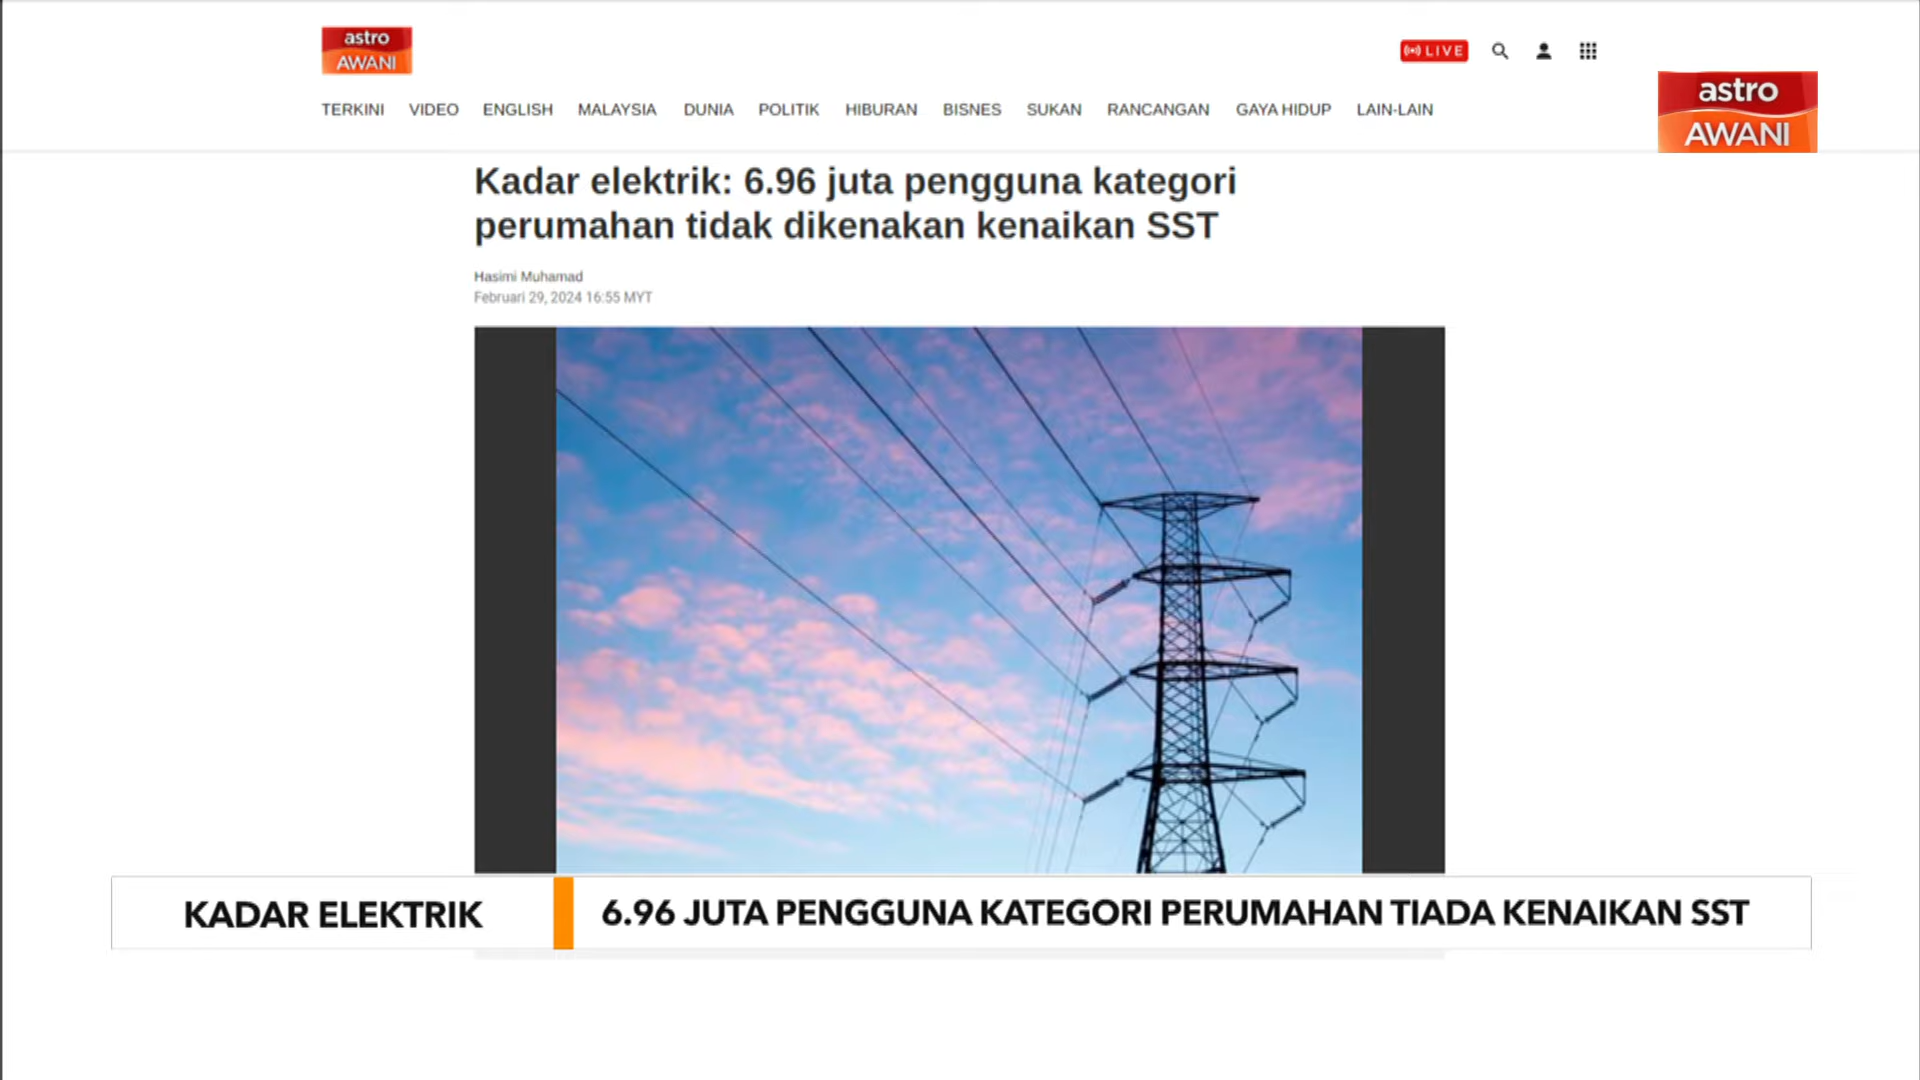 astro
AWANI
LIVE
astro
AWANI
TERKINI VIDEO ENGLISH MALAYSIA DUNIA POLITIK HIBURAN BISNES SUKAN RANCANGAN GAYA HIDUP LAIN-LAIN
Kadar elektrik: 6.96 juta pengguna kategori
perumahan tidak dikenakan kenaikan SST
Hasimi Muhamad
Februari 29, 2024 16:55 MYT
KADAR ELEKTRIK
6.96 JUTA PENGGUNA KATEGORI PERUMAHAN TIADA KENAIKAN SST